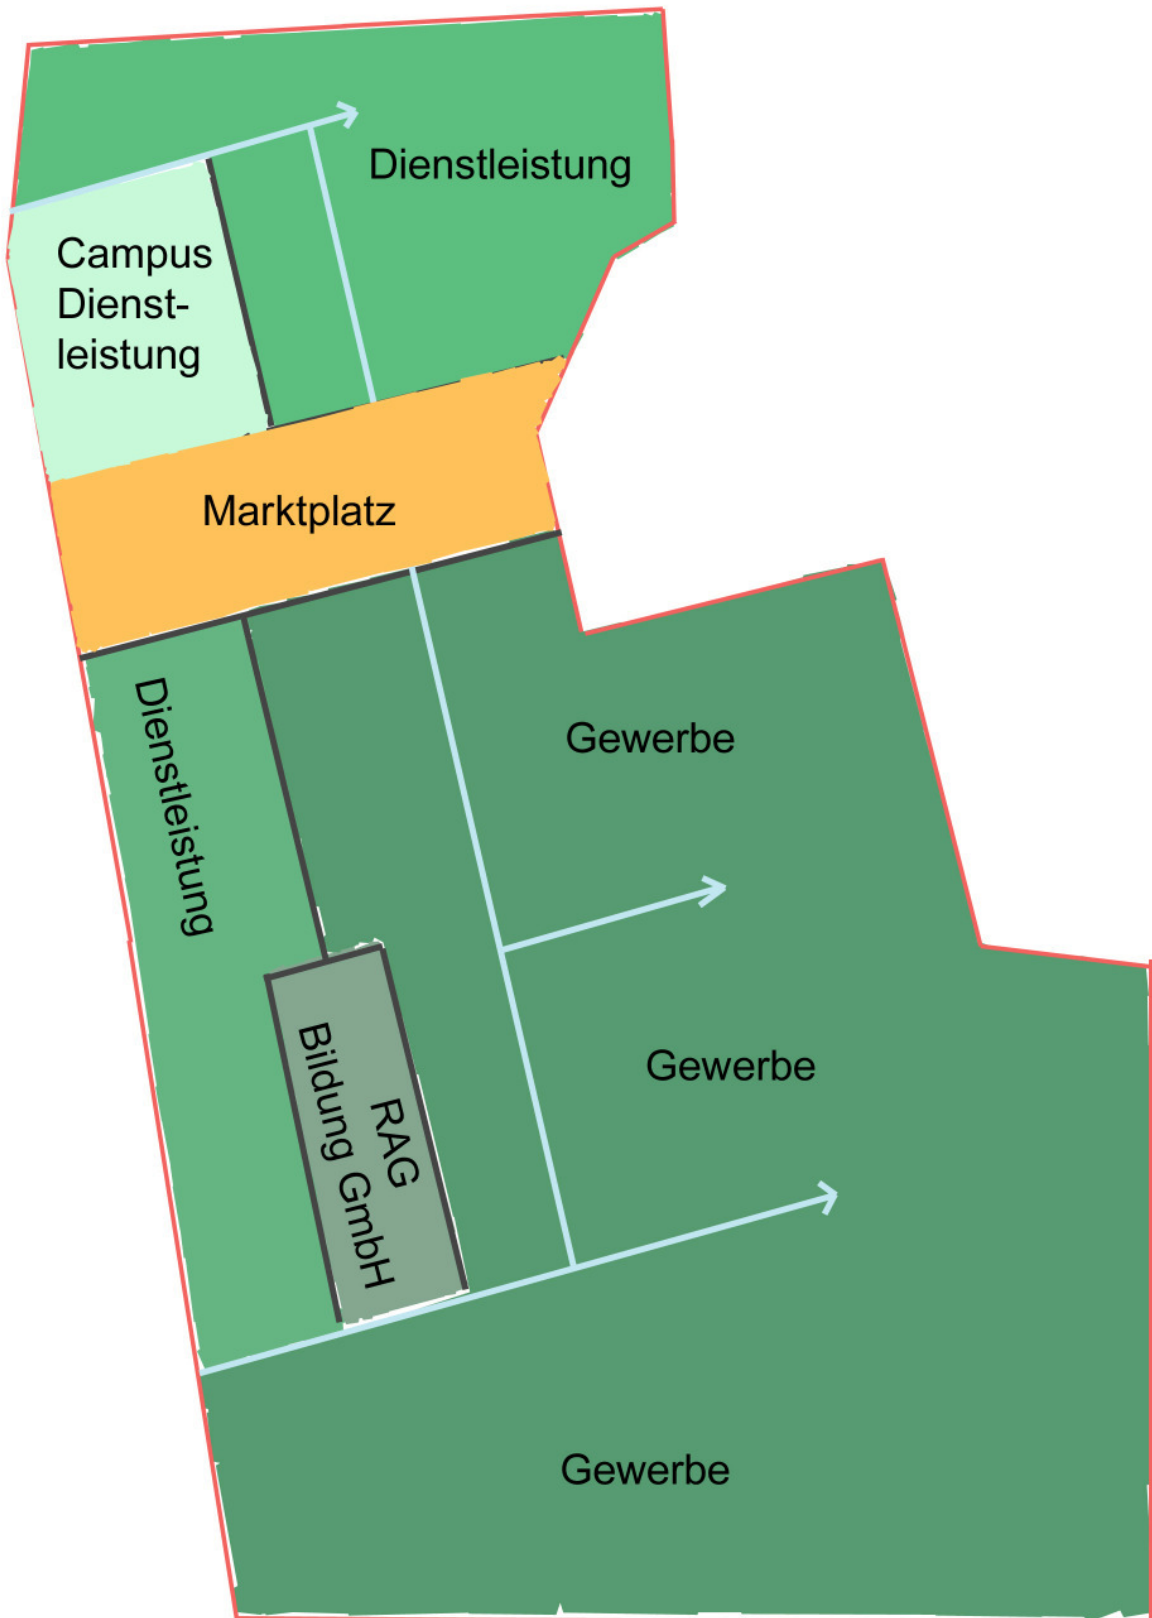 Dienstleistung
Campus
Dienst-
leistung
Marktplatz
Dienstleistung
Gewerbe
Gewerbe
RAG
Bildung GmbH
Gewerbe